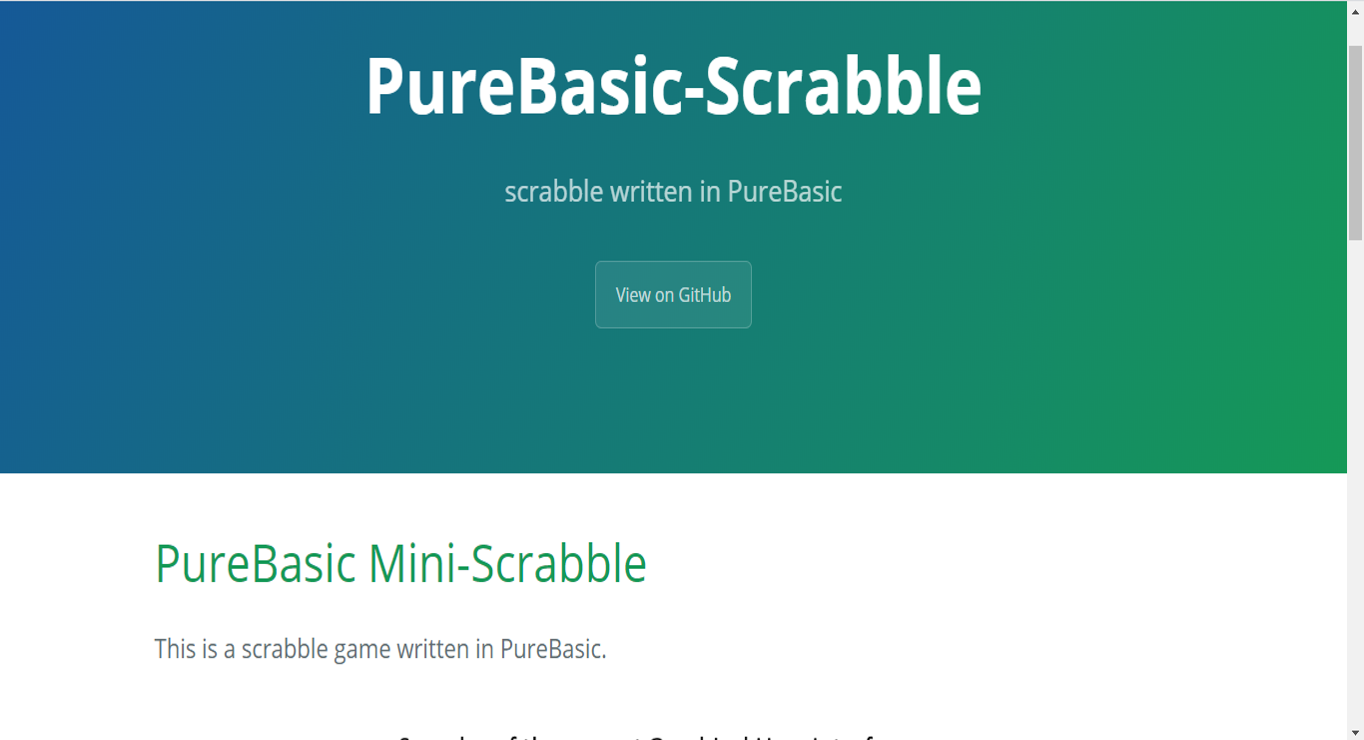 PureBasic-Scrabble
scrabble written in PureBasic
View on GitHub
PureBasic Mini-Scrabble
This is a scrabble game written in PureBasic.